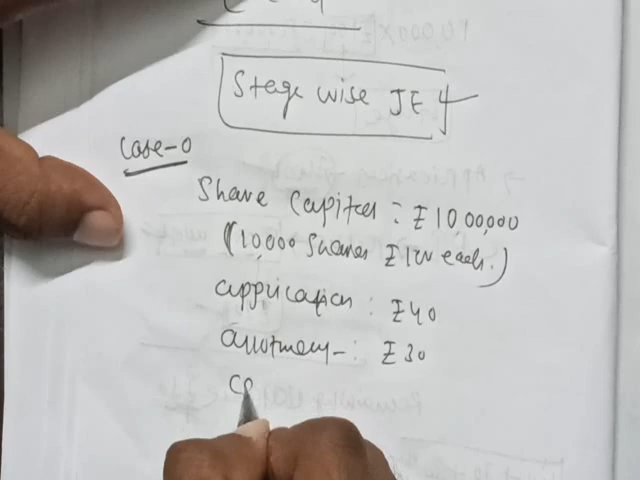 Stage wise JE
Case-0
Share Capital : ₹10,00,000
(10,000 Shares ₹100 each.)
application : ₹40
allotment : ₹30
Ca